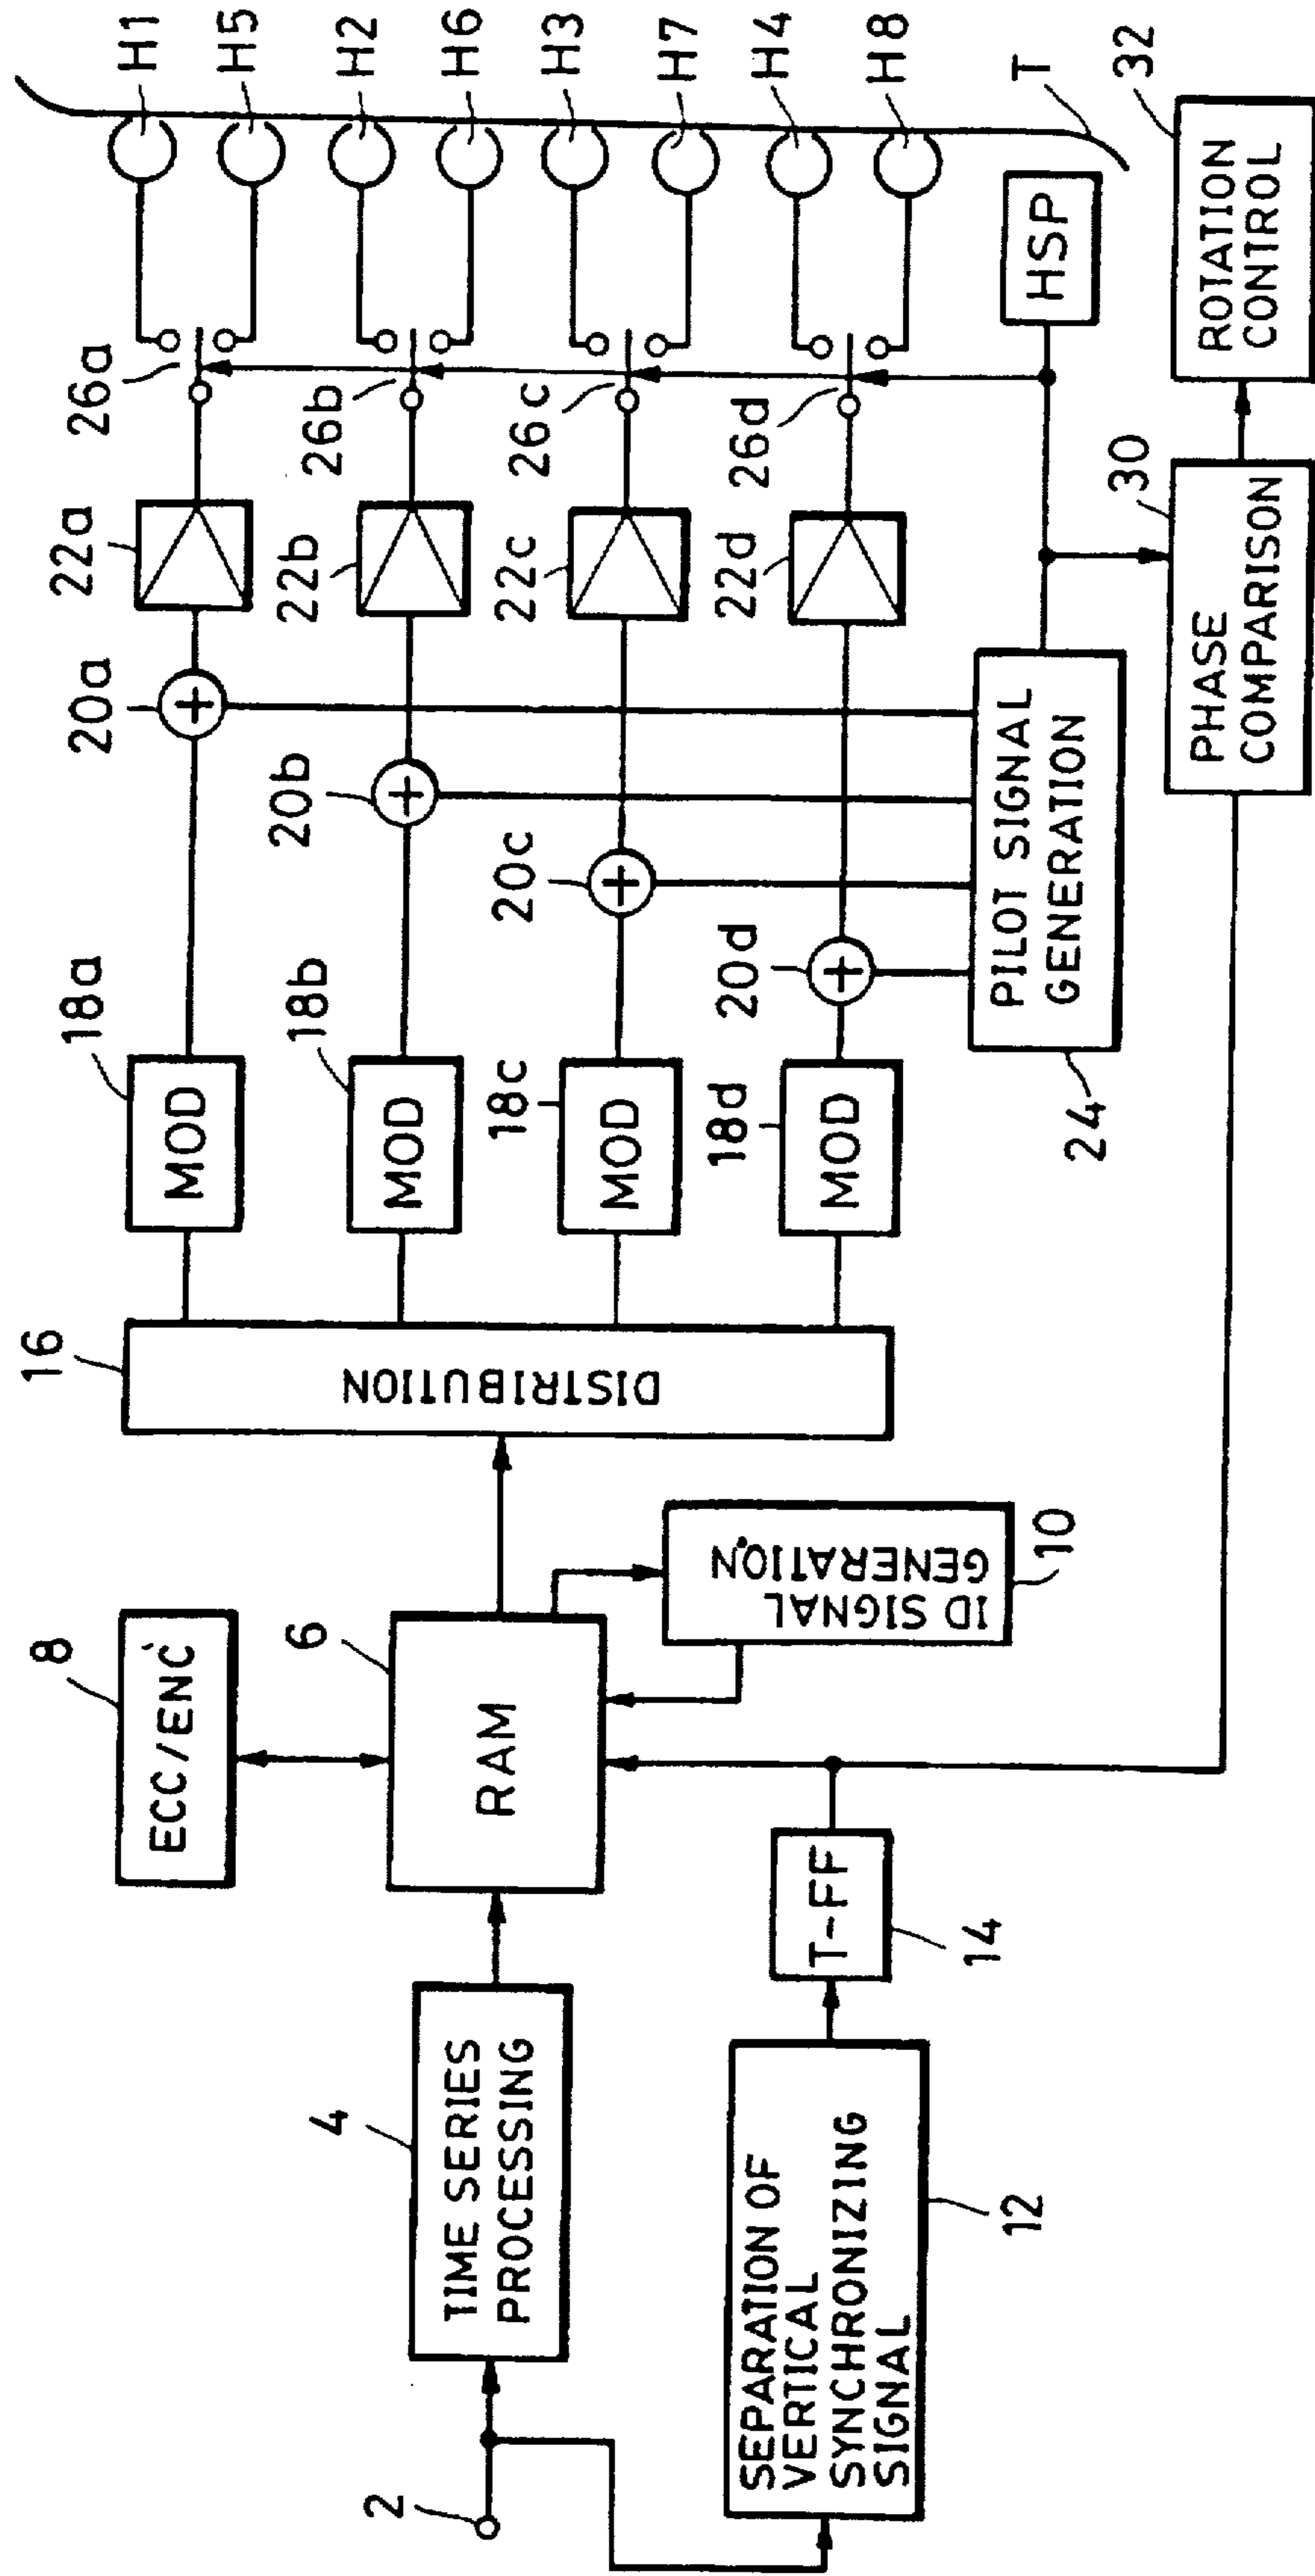 2
4
TIME SERIES
PROCESSING
8
ECC/ENC
6
RAM
12
SEPARATION OF
VERTICAL
SYNCHRONIZING
SIGNAL
14
T-FF
10
ID SIGNAL
GENERATION
16
DISTRIBUTION
18a
MOD
18b
MOD
18c
MOD
18d
MOD
20a
+
20b
+
20c
+
20d
+
22a
22b
22c
22d
24
PILOT SIGNAL
GENERATION
26a
26b
26c
26d
H1
H5
H2
H6
H3
H7
H4
H8
T
HSP
30
PHASE
COMPARISON
32
ROTATION
CONTROL